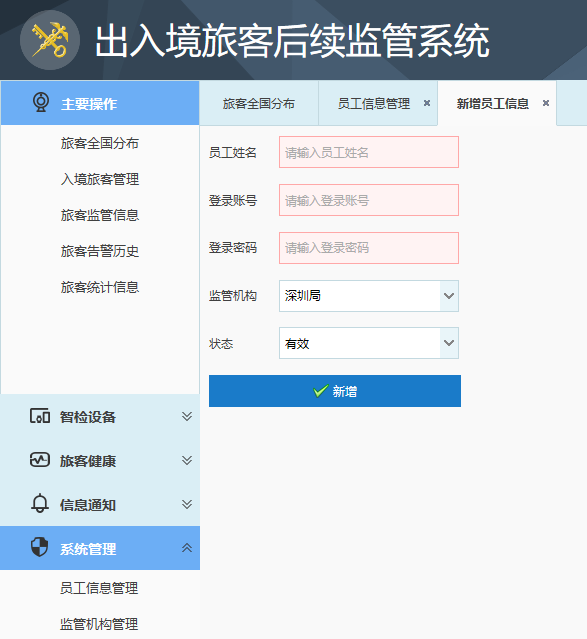 出入境旅客后续监管系统
主要操作
旅客全国分布
入境旅客管理
旅客监管信息
旅客告警历史
旅客统计信息
智检设备
旅客健康
信息通知
系统管理
员工信息管理
监管机构管理
旅客全国分布 员工信息管理 新增员工信息
员工姓名 请输入员工姓名
登录账号 请输入登录账号
登录密码 请输入登录密码
监管机构 深圳局
状态 有效
新增